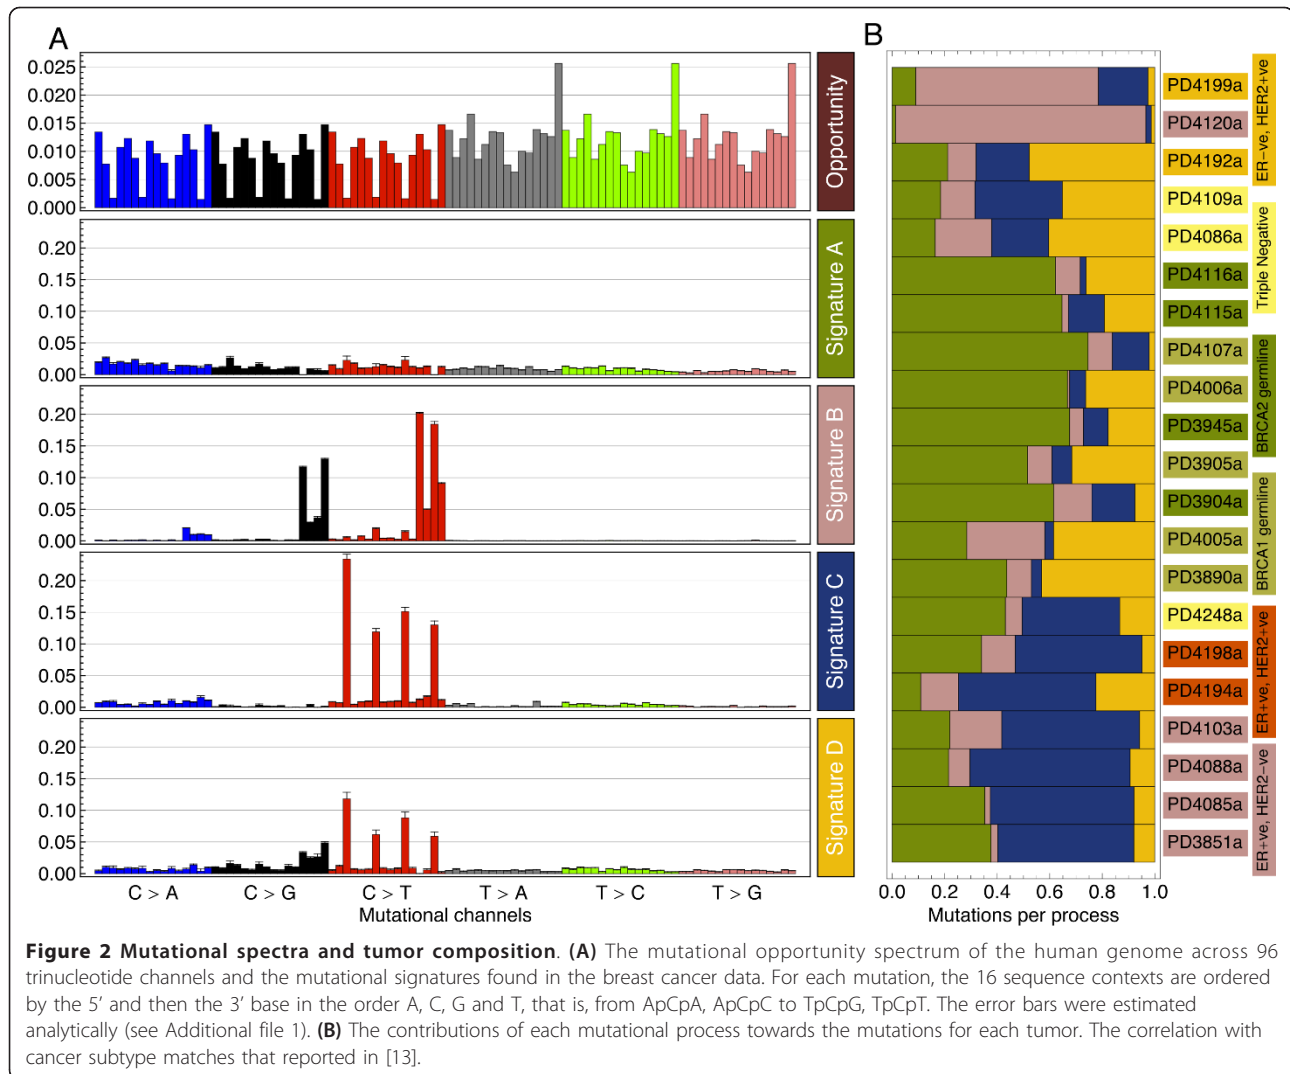 A
0.025
0.020
0.015
0.010
0.005
0.000
Opportunity
0.20
0.15
0.10
0.05
0.00
Signature A
0.20
0.15
0.10
0.05
0.00
Signature B
0.20
0.15
0.10
0.05
0.00
Signature C
0.20
0.15
0.10
0.05
0.00
Signature D
C > A C > G C > T T > A T > C T > G
Mutational channels
B
PD4199a
PD4120a
PD4192a
PD4109a
PD4086a
PD4116a
PD4115a
PD4107a
PD4006a
PD3945a
PD3905a
PD3904a
PD4005a
PD3890a
PD4248a
PD4198a
PD4194a
PD4103a
PD4088a
PD4085a
PD3851a
ER−ve, HER2+ve
Triple Negative
BRCA2 germline
BRCA1 germline
ER+ve, HER2+ve
ER+ve, HER2−ve
0.0 0.2 0.4 0.6 0.8 1.0
Mutations per process
Figure 2 Mutational spectra and tumor composition. (A) The mutational opportunity spectrum of the human genome across 96
trinucleotide channels and the mutational signatures found in the breast cancer data. For each mutation, the 16 sequence contexts are ordered
by the 5′ and then the 3′ base in the order A, C, G and T, that is, from ApCpA, ApCpC to TpCpG, TpCpT. The error bars were estimated
analytically (see Additional file 1). (B) The contributions of each mutational process towards the mutations for each tumor. The correlation with
cancer subtype matches that reported in [13].